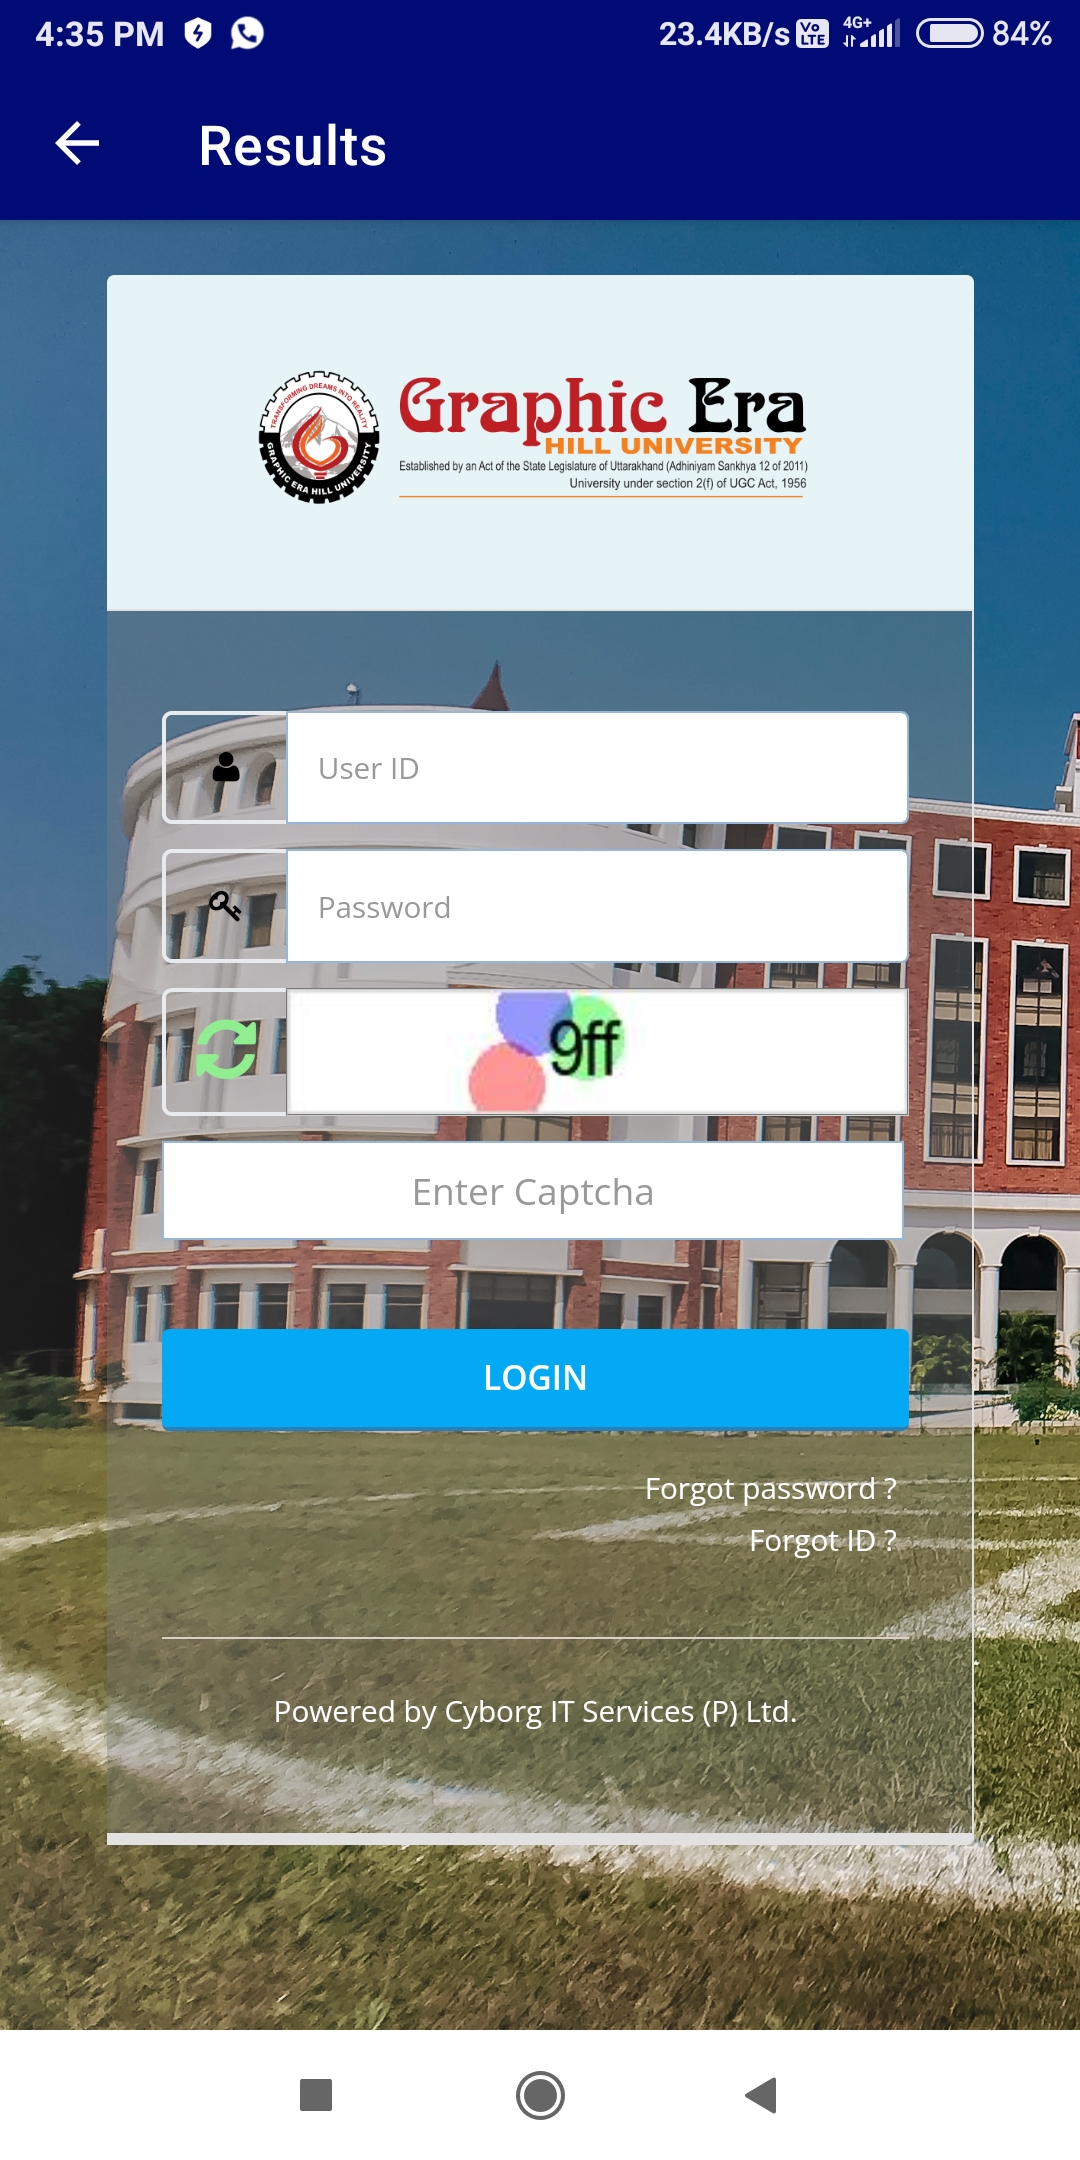 4:35 PM 23.4KB/s Vo LTE 4G+ 84%
Results
TRANSFORMING DREAMS INTO REALITY
GRAPHIC ERA HILL UNIVERSITY
Graphic Era
HILL UNIVERSITY
Established by an Act of the State Legislature of Uttarakhand (Adhiniyam Sankhya 12 of 2011)
University under section 2(f) of UGC Act, 1956
User ID
Password
9ff
Enter Captcha
LOGIN
Forgot password ?
Forgot ID ?
Powered by Cyborg IT Services (P) Ltd.